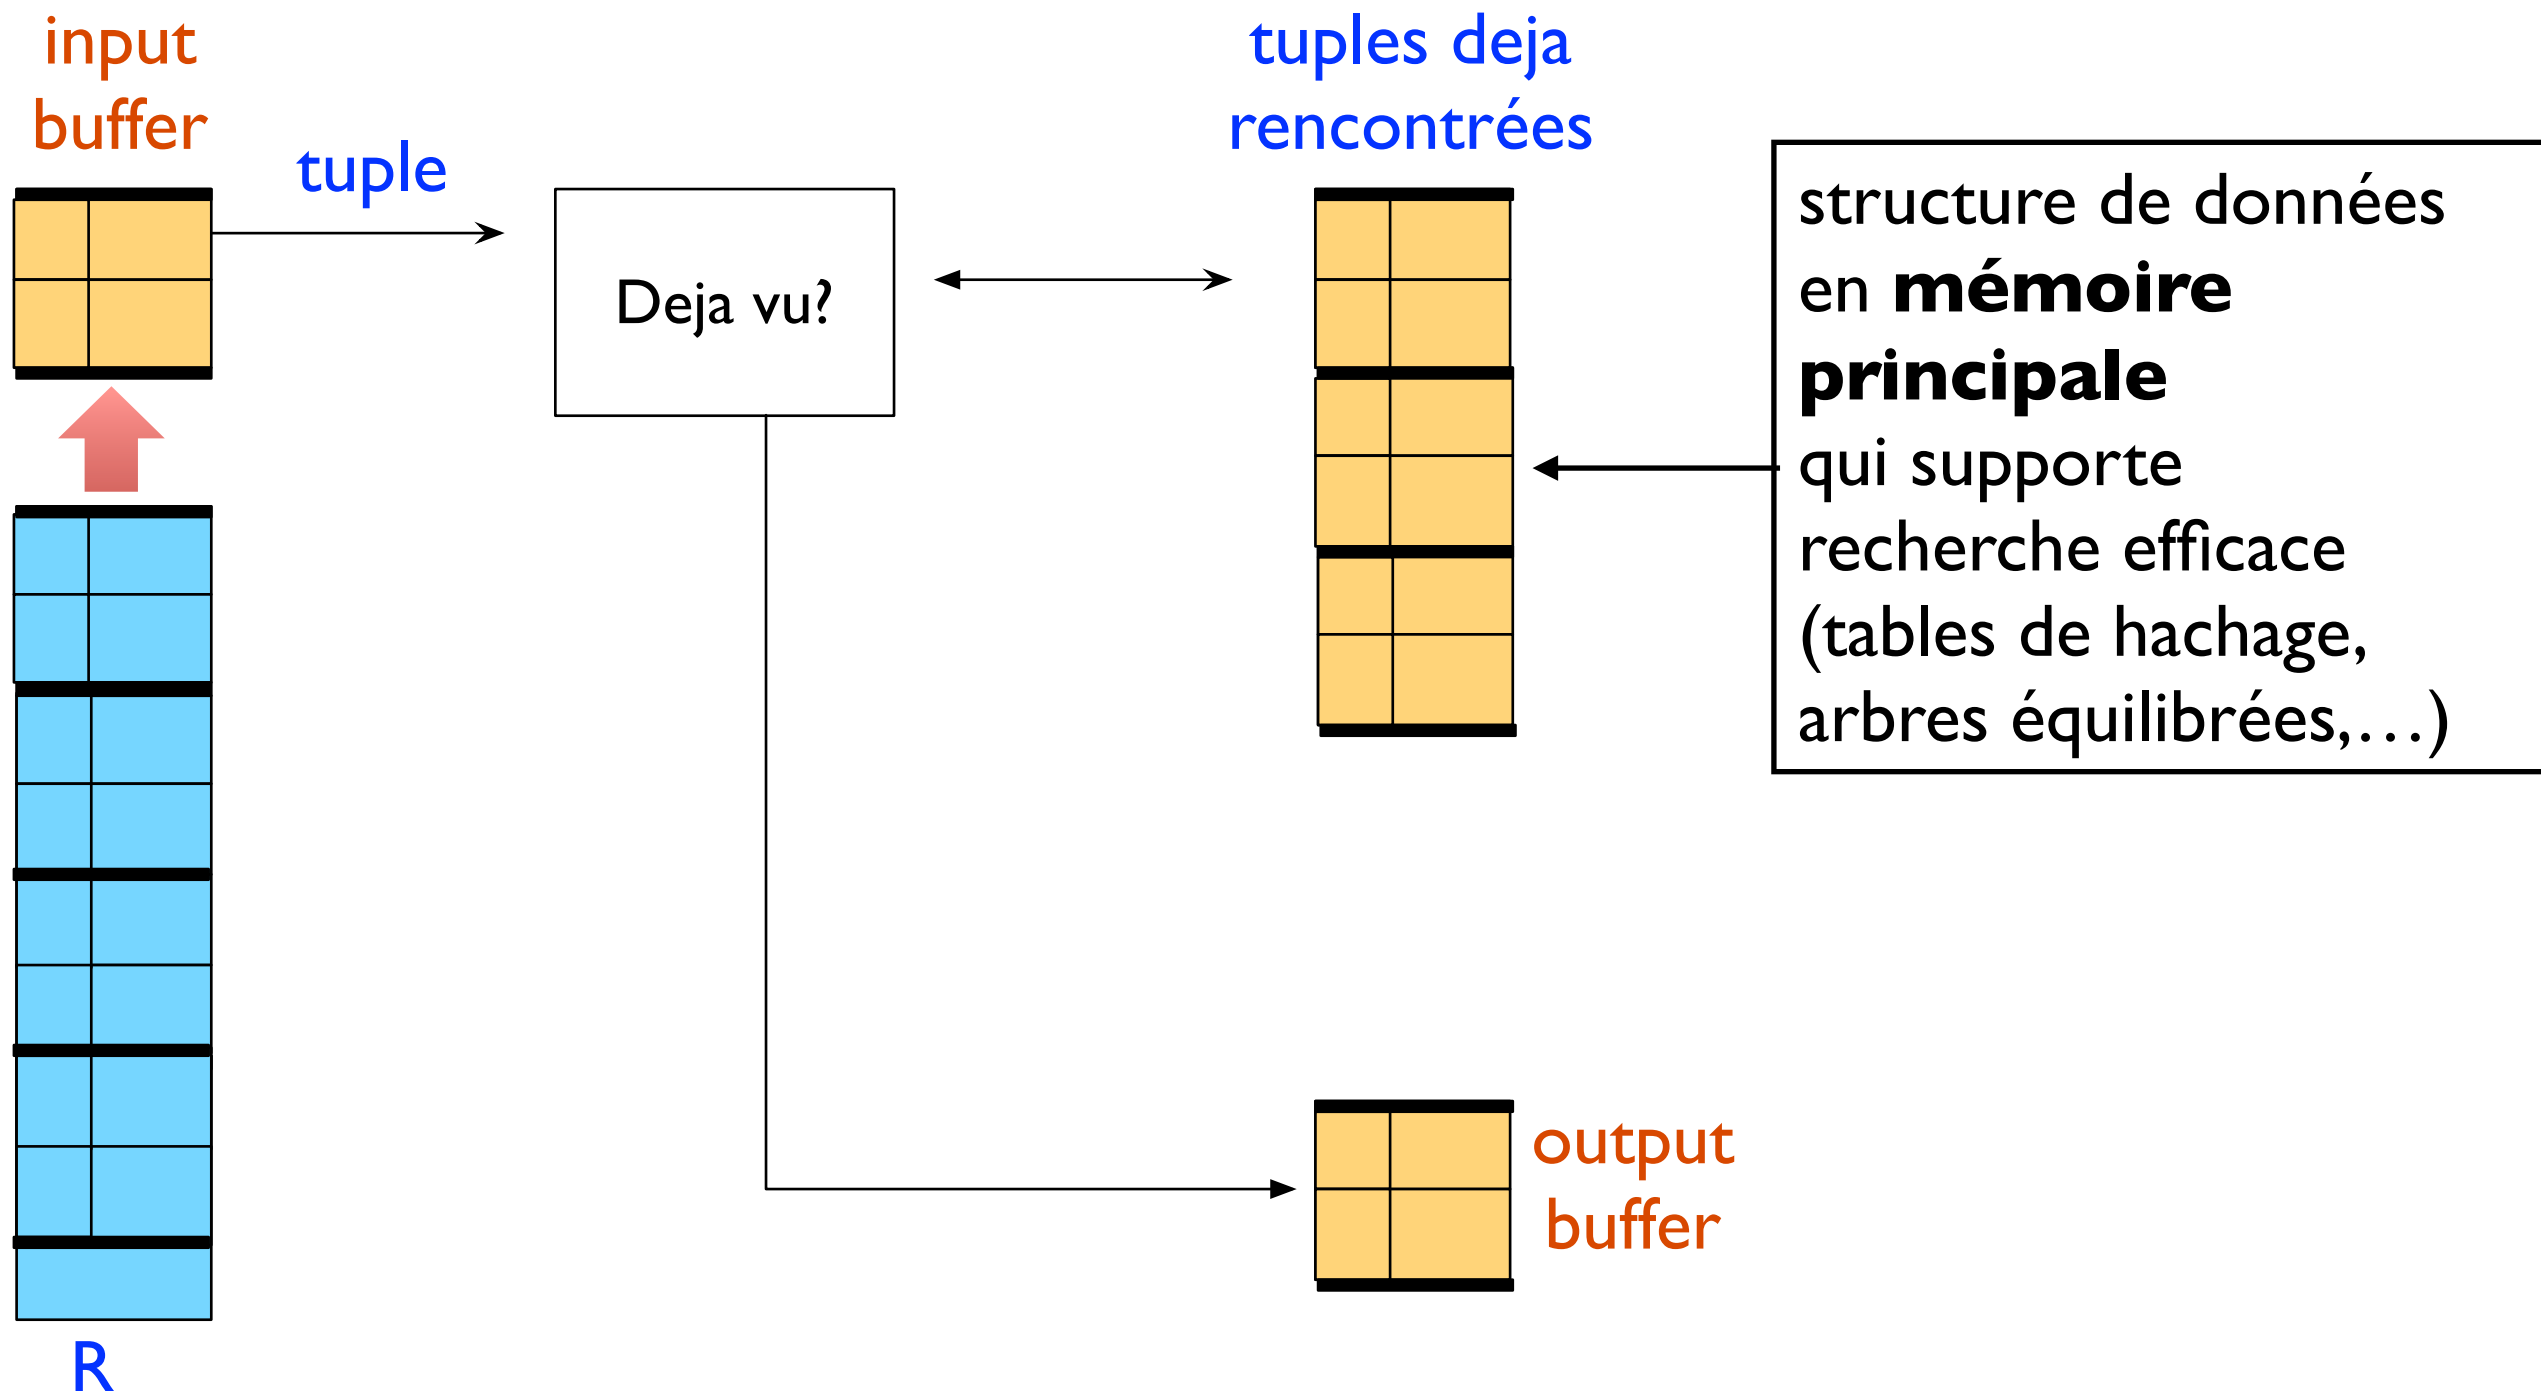 input
buffer
tuple
Deja vu?
tuples deja
rencontrées
structure de données
en mémoire
principale
qui supporte
recherche efficace
(tables de hachage,
arbres équilibrées,…)
output
buffer
R